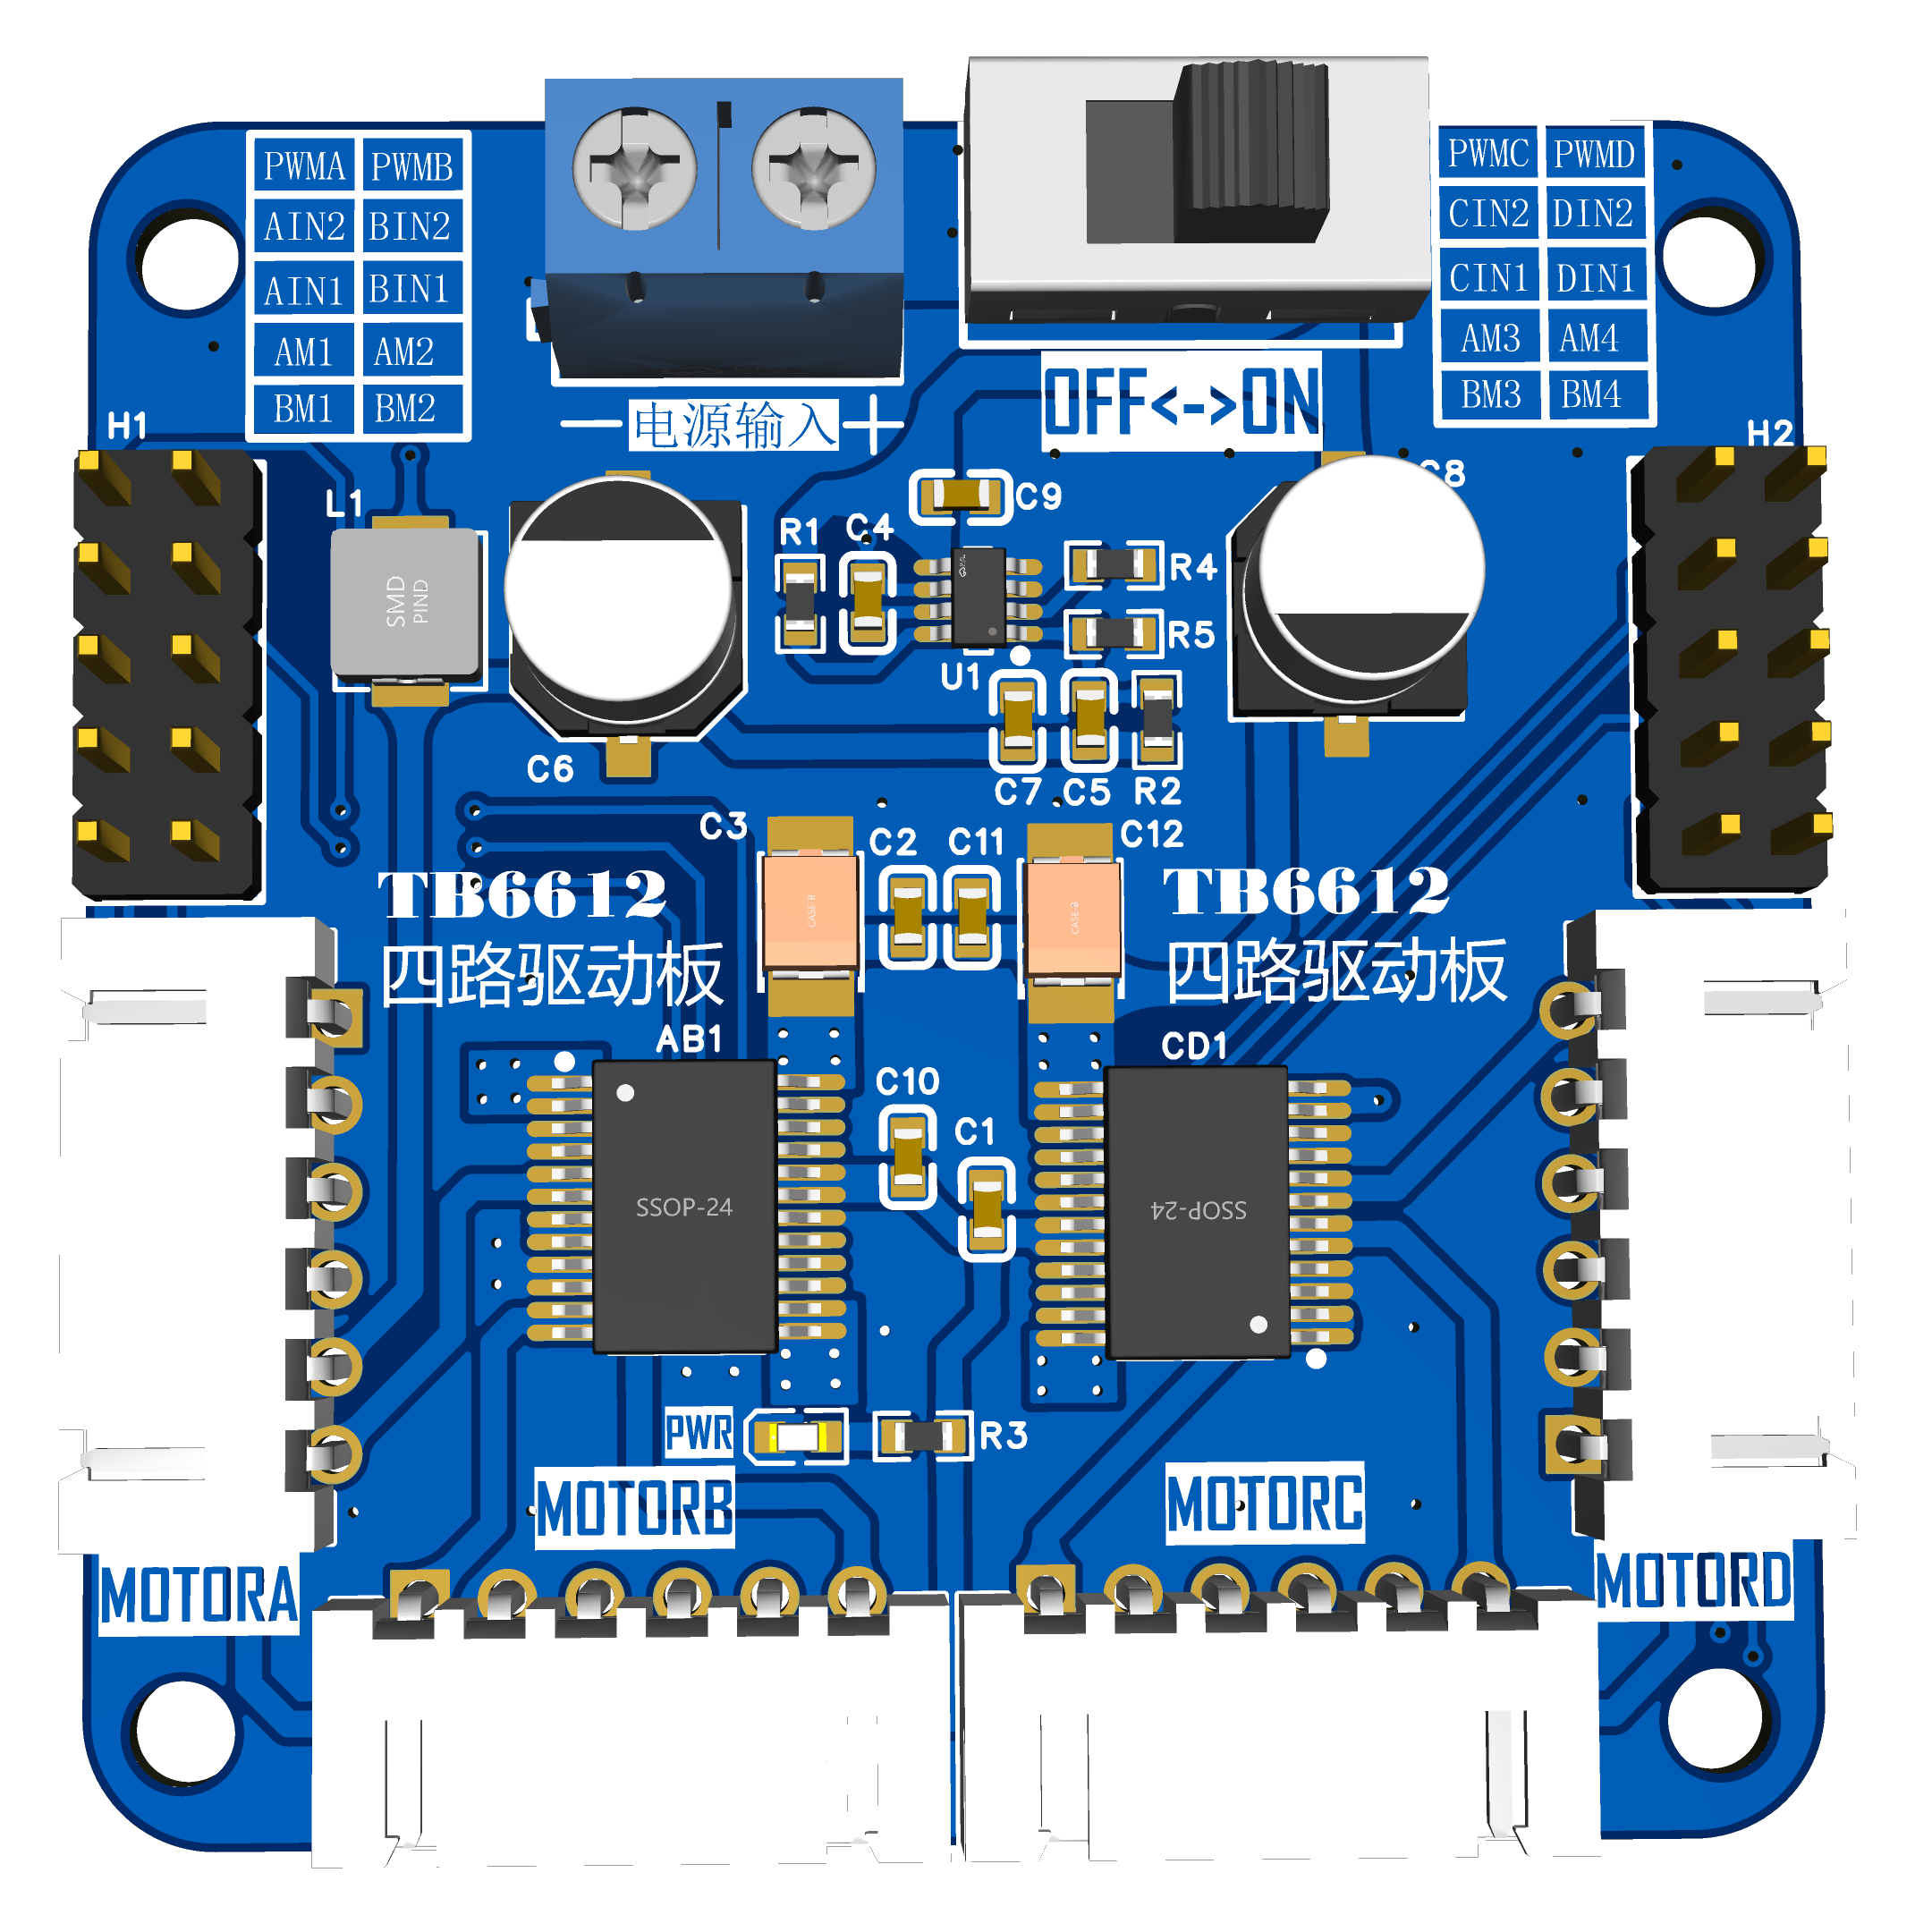 PWMA PWMB
AIN2 BIN2
AIN1 BIN1
AM1 AM2
BM1 BM2
PWMC PWMD
CIN2 DIN2
CIN1 DIN1
AM3 AM4
BM3 BM4
H1
H2
- 电源输入 +
OFF<->ON
L1
SMD
PIND
C6
R1
C4
C9
C8
R4
R5
U1
C7
C5
R2
C3
C2
C11
C12
CASE-B
CASE-B
TB6612
四路驱动板
TB6612
四路驱动板
AB1
CD1
C10
C1
SSOP-24
SSOP-24
PWR
R3
MOTORB
MOTORC
MOTORA
MOTORD